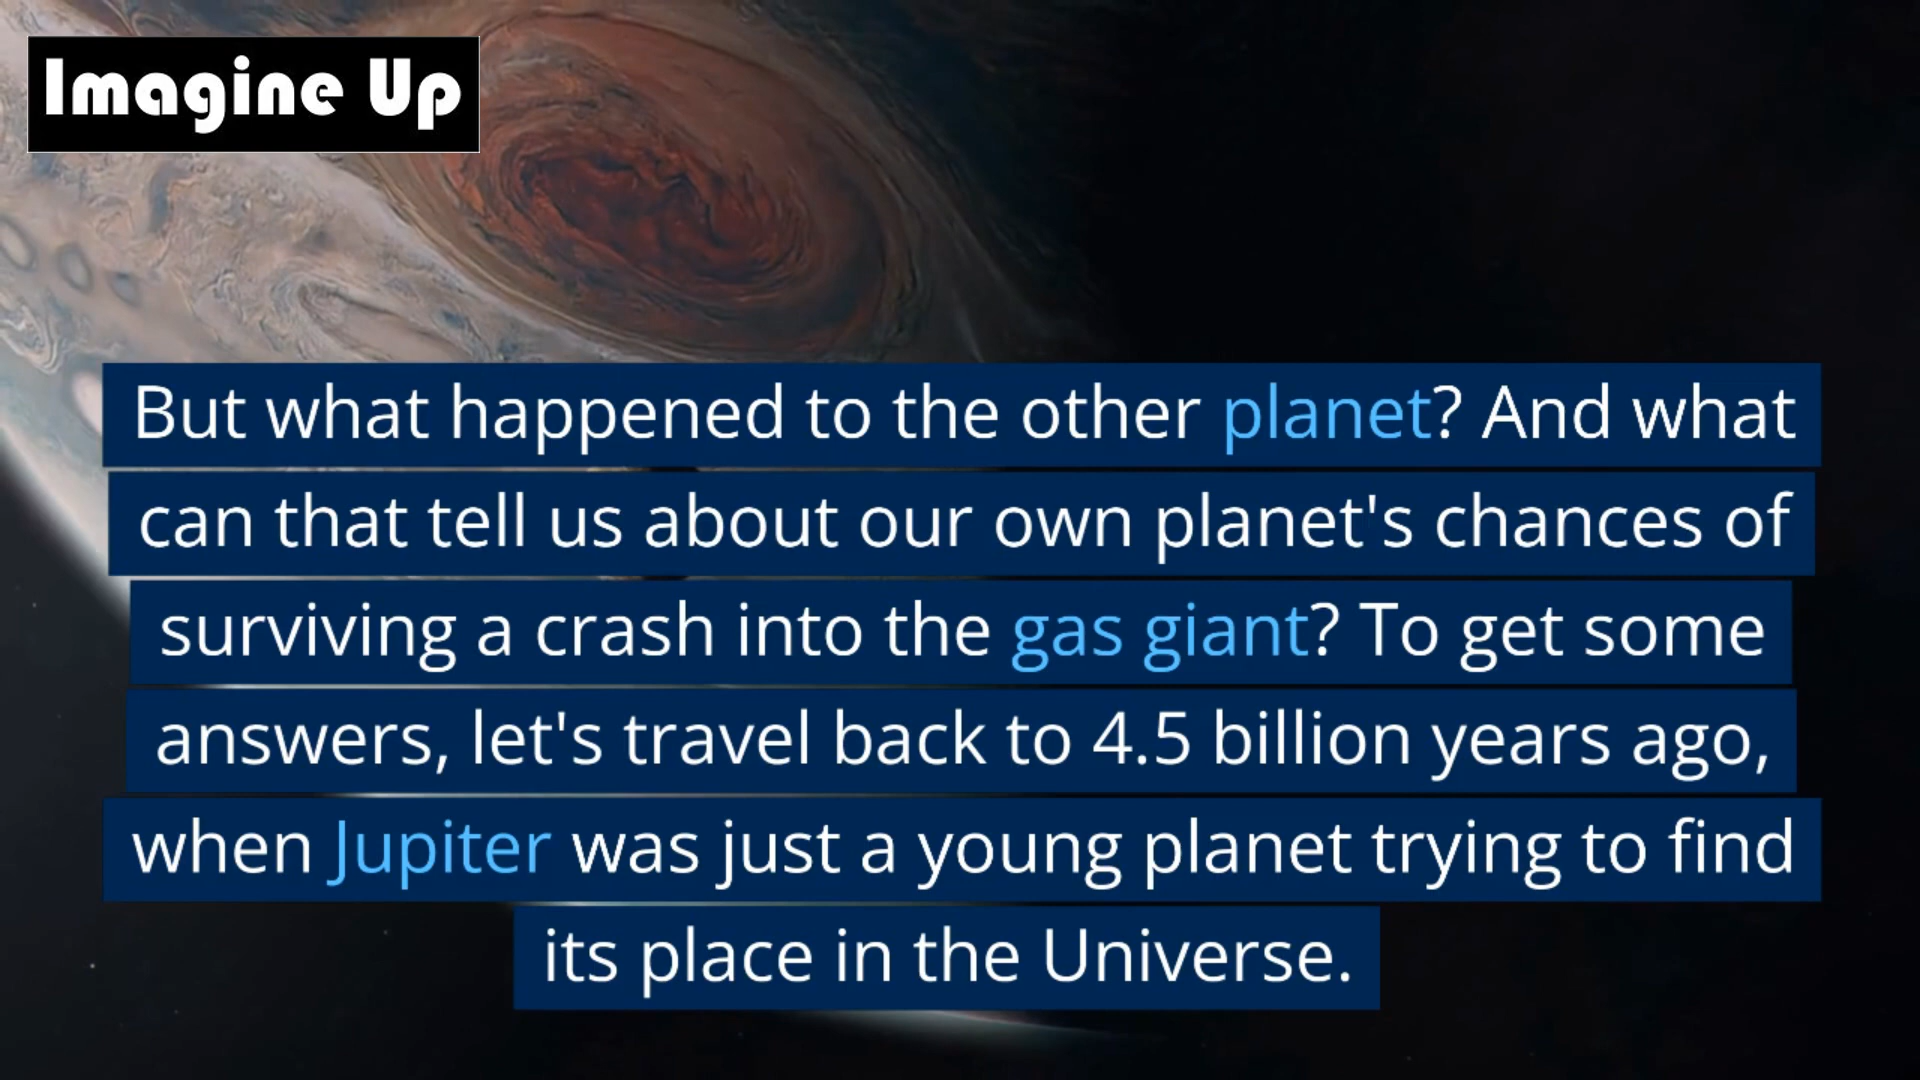 Imagine Up
But what happened to the other planet? And what
can that tell us about our own planet's chances of
surviving a crash into the gas giant? To get some
answers, let's travel back to 4.5 billion years ago,
when Jupiter was just a young planet trying to find
its place in the Universe.